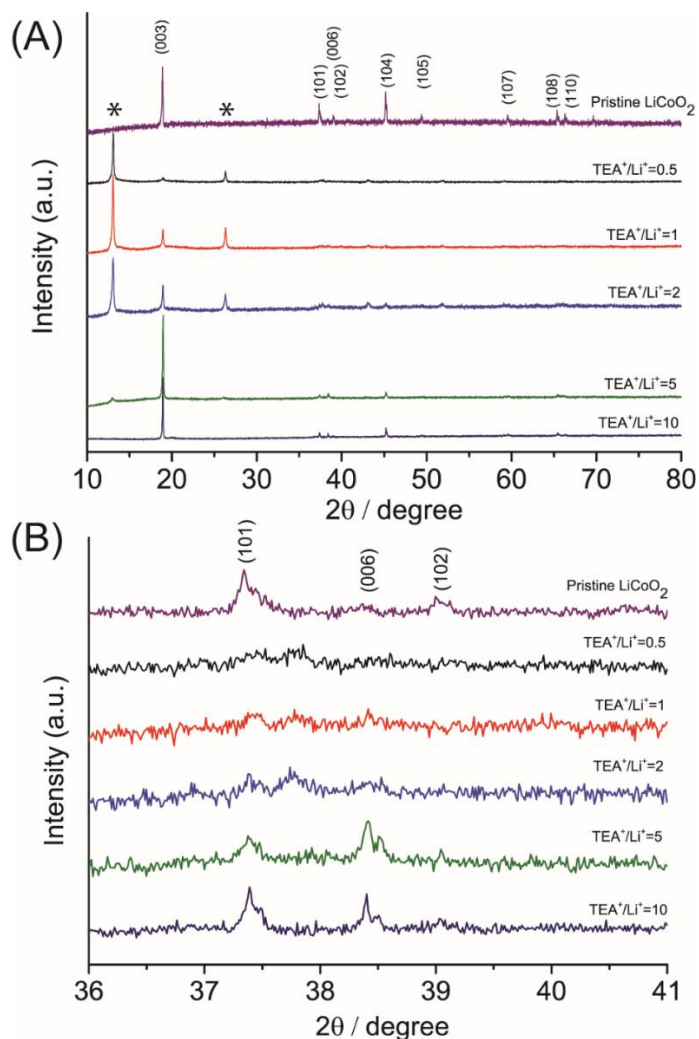 (A)
(003)
(006)
(101)
(102)
(104)
(105)
(107)
(108)
(110)
*
*
Pristine LiCoO₂
TEA⁺/Li⁺=0.5
TEA⁺/Li⁺=1
TEA⁺/Li⁺=2
TEA⁺/Li⁺=5
TEA⁺/Li⁺=10
Intensity (a.u.)
10 20 30 40 50 60 70 80
2θ / degree
(B)
(101)
(006)
(102)
Pristine LiCoO₂
TEA⁺/Li⁺=0.5
TEA⁺/Li⁺=1
TEA⁺/Li⁺=2
TEA⁺/Li⁺=5
TEA⁺/Li⁺=10
Intensity (a.u.)
36 37 38 39 40 41
2θ / degree